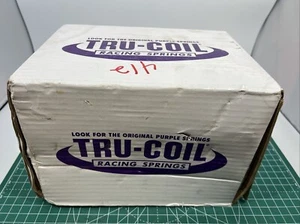 LOOK FOR THE ORIGINAL PURPLE SPRINGS
TRU-COIL
RACING SPRINGS
LOOK FOR THE ORIGINAL PURPLE SPRINGS
TRU-COIL
RACING SPRINGS